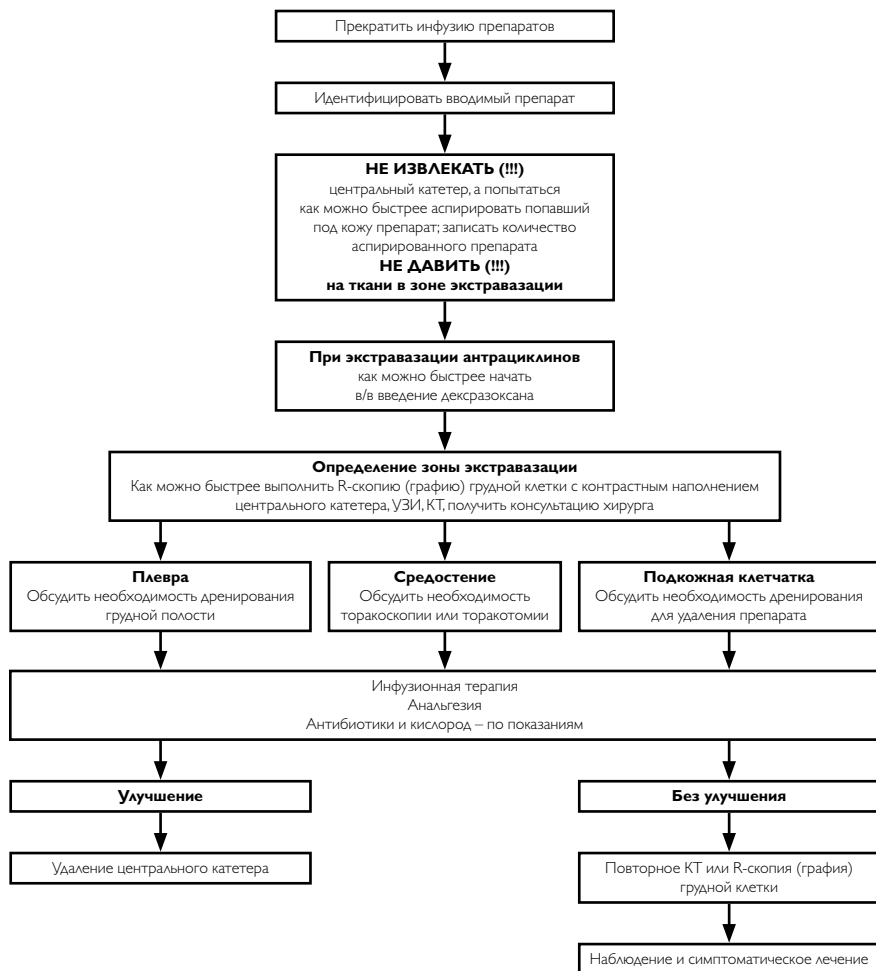 Прекратить инфузию препаратов
Идентифицировать вводимый препарат
НЕ ИЗВЛЕКАТЬ (!!!)
центральный катетер, а попытаться
как можно быстрее аспирировать попавший
под кожу препарат; записать количество
аспирированного препарата
НЕ ДАВИТЬ (!!!)
на ткани в зоне экстравазации
При экстравазации антрациклинов
как можно быстрее начать
в/в введение дексразоксана
Определение зоны экстравазации
Как можно быстрее выполнить R-скопию (графию) грудной клетки с контрастным наполнением
центрального катетера, УЗИ, КТ, получить консультацию хирурга
Плевра
Обсудить необходимость дренирования
грудной полости
Средостение
Обсудить необходимость
торакоскопии или торакотомии
Подкожная клетчатка
Обсудить необходимость дренирования
для удаления препарата
Инфузионная терапия
Анальгезия
Антибиотики и кислород – по показаниям
Улучшение
Без улучшения
Удаление центрального катетера
Повторное КТ или R-скопия (графия)
грудной клетки
Наблюдение и симптоматическое лечение